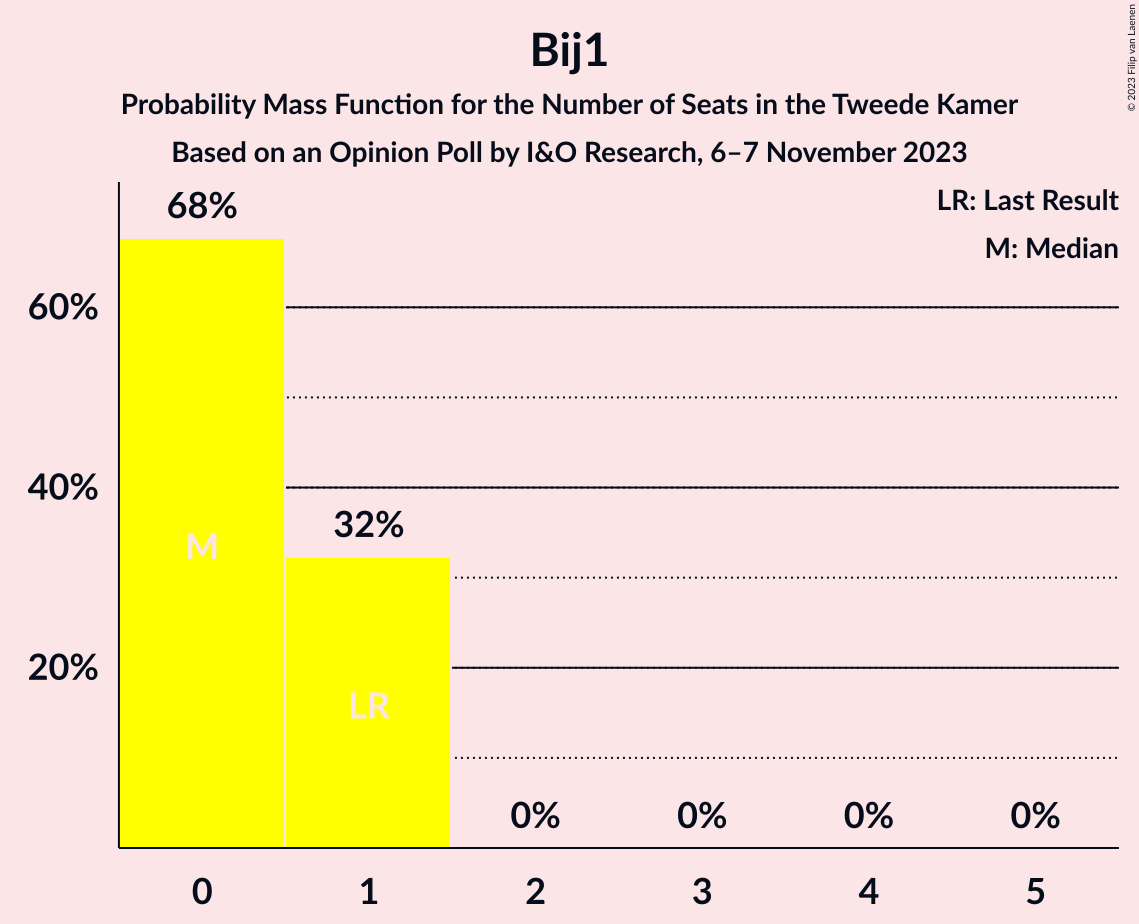 Bij1
Probability Mass Function for the Number of Seats in the Tweede Kamer
Based on an Opinion Poll by I&O Research, 6–7 November 2023
© 2023 Filip van Laenen
LR: Last Result
M: Median
68%
60%
40%
20%
32%
M
LR
0%
0%
0%
0%
0
1
2
3
4
5